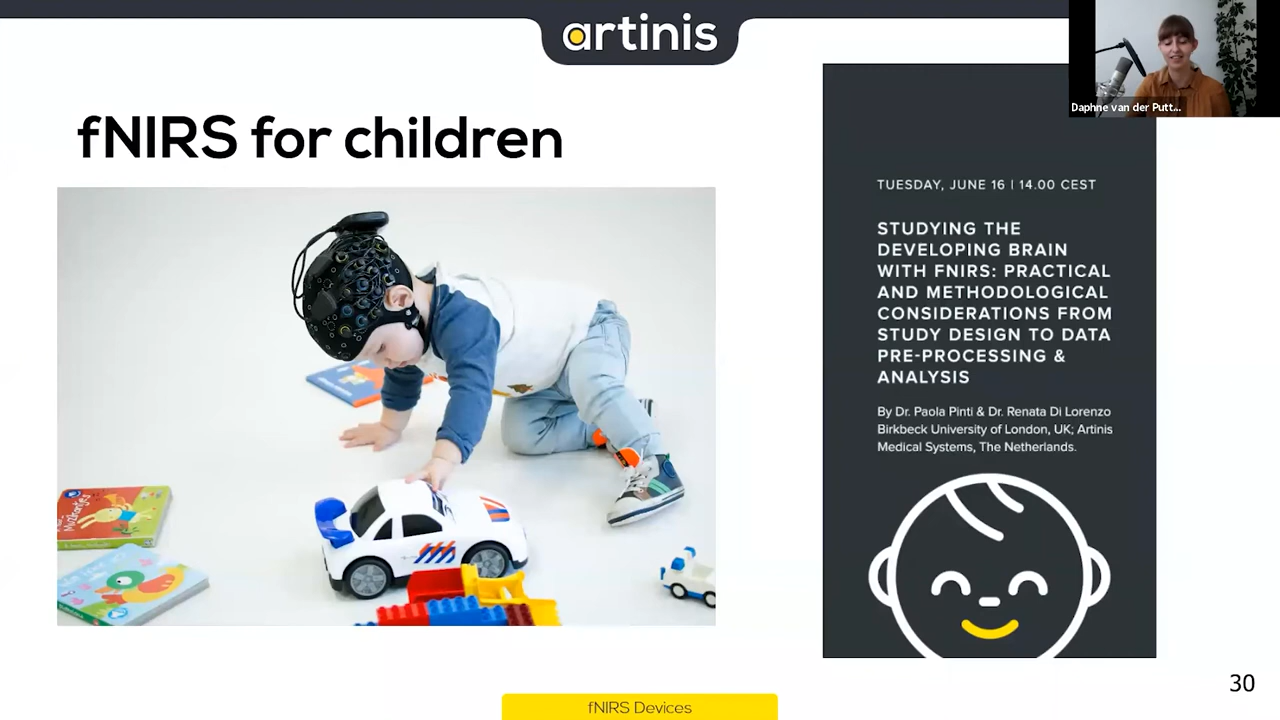 artinis
Daphne van der Putt...
fNIRS for children
TUESDAY, JUNE 16 | 14.00 CEST
STUDYING THE
DEVELOPING BRAIN
WITH FNIRS: PRACTICAL
AND METHODOLOGICAL
CONSIDERATIONS FROM
STUDY DESIGN TO DATA
PRE-PROCESSING &
ANALYSIS
By Dr. Paola Pinti & Dr. Renata Di Lorenzo
Birkbeck University of London, UK; Artinis
Medical Systems, The Netherlands.
30
fNIRS Devices